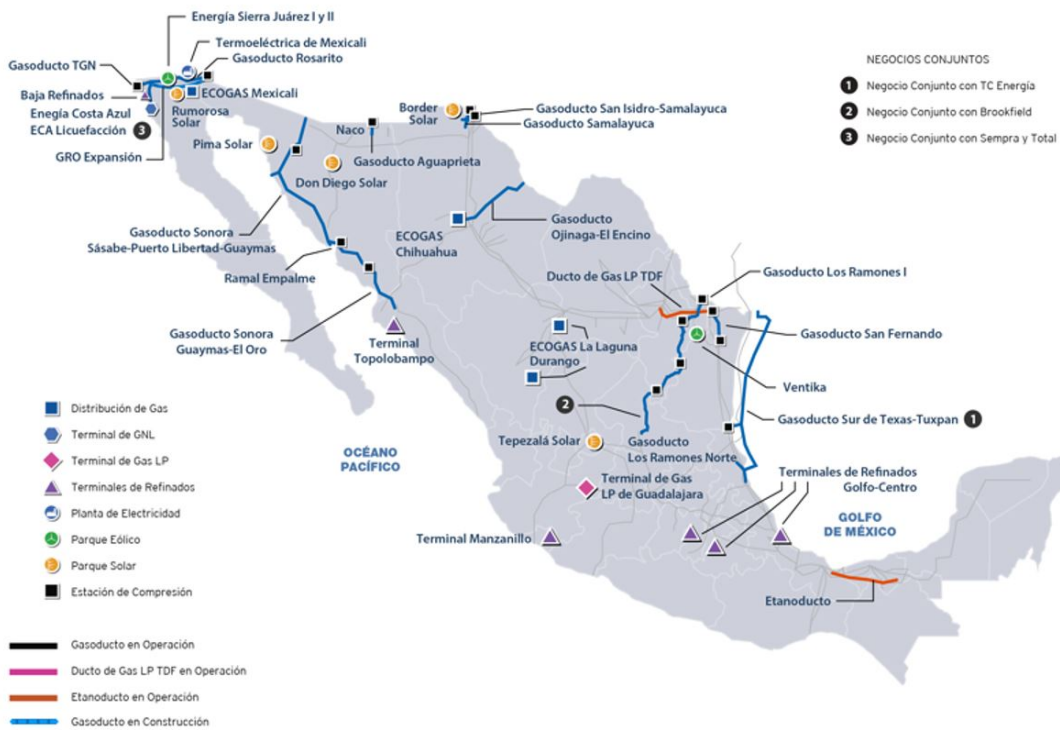 Energía Sierra Juárez I y II
Termoeléctrica de Mexicali
Gasoducto Rosarito
Gasoducto TGN
ECOGAS Mexicali
Baja Refinados
Rumorosa
Solar
Enegía Costa Azul
ECA Licuefacción 3
GRO Expansión
Pima Solar
Border
Solar
Naco
Gasoducto San Isidro-Samalayuca
Gasoducto Samalayuca
Gasoducto Aguaprieta
Don Diego Solar
NEGOCIOS CONJUNTOS
1 Negocio Conjunto con TC Energía
2 Negocio Conjunto con Brookfield
3 Negocio Conjunto con Sempra y Total
Gasoducto Sonora
Sásabe-Puerto Libertad-Guaymas
ECOGAS
Chihuahua
Gasoducto
Ojinaga-El Encino
Ramal Empalme
Ducto de Gas LP TDF
Gasoducto Los Ramones I
Gasoducto Sonora
Guaymas-El Oro
Terminal
Topolobampo
ECOGAS La Laguna
Durango
Gasoducto San Fernando
Ventika
2
Gasoducto Sur de Texas-Tuxpan 1
Tepezalá Solar
Gasoducto
Los Ramones Norte
OCÉANO
PACÍFICO
Terminal de Gas
LP de Guadalajara
Terminales de Refinados
Golfo-Centro
GOLFO
DE MÉXICO
Terminal Manzanillo
Etanoducto
Distribución de Gas
Terminal de GNL
Terminal de Gas LP
Terminales de Refinados
Planta de Electricidad
Parque Eólico
Parque Solar
Estación de Compresión
Gasoducto en Operación
Ducto de Gas LP TDF en Operación
Etanoducto en Operación
Gasoducto en Construcción